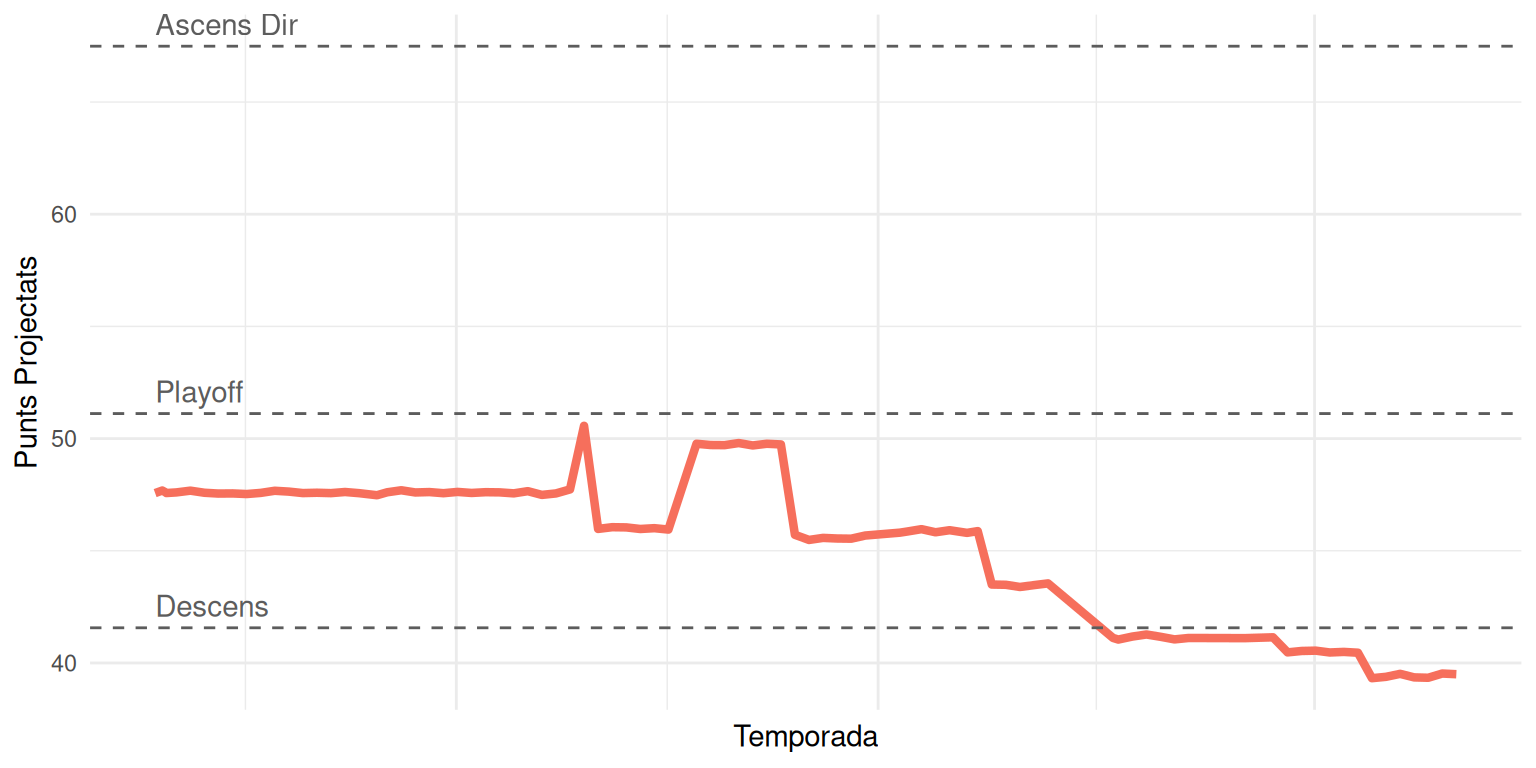 Ascens Dir
60
Punts Projectats
Playoff
50
Descens
40
Temporada